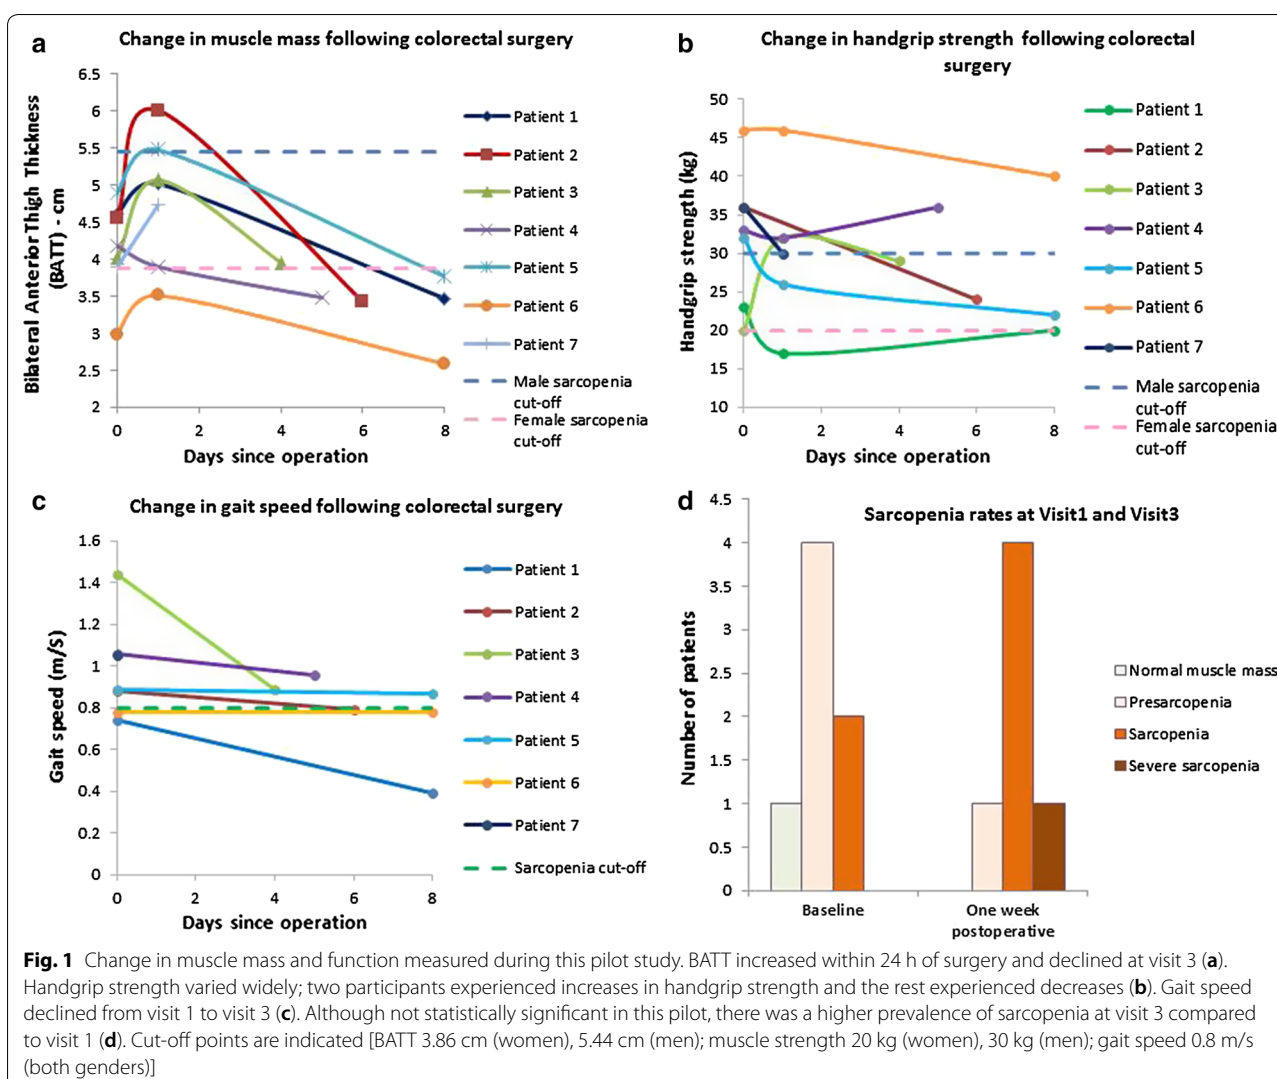 a
Change in muscle mass following colorectal surgery
Bilateral Anterior Thigh Thickness
(BATT) - cm
6.5
6
5.5
5
4.5
4
3.5
3
2.5
2
0
2
4
6
8
Days since operation
Patient 1
Patient 2
Patient 3
Patient 4
Patient 5
Patient 6
Patient 7
Male sarcopenia
cut-off
Female sarcopenia
cut-off
b
Change in handgrip strength following colorectal
surgery
Handgrip strength (kg)
50
45
40
35
30
25
20
15
10
0
2
4
6
8
Days since operation
Patient 1
Patient 2
Patient 3
Patient 4
Patient 5
Patient 6
Patient 7
Male sarcopenia
cut-off
Female sarcopenia
cut-off
c
Change in gait speed following colorectal surgery
Gait speed (m/S)
1.6
1.4
1.2
1
0.8
0.6
0.4
0.2
0
0
2
4
6
8
Days since operation
Patient 1
Patient 2
Patient 3
Patient 4
Patient 5
Patient 6
Patient 7
Sarcopenia cut-off
d
Sarcopenia rates at Visit1 and Visit3
Number of patients
4.5
4
3.5
3
2.5
2
1.5
1
0.5
0
Baseline
One week
postoperative
Normal muscle mass
Presarcopenia
Sarcopenia
Severe sarcopenia
Fig. 1 Change in muscle mass and function measured during this pilot study. BATT increased within 24 h of surgery and declined at visit 3 (a).
Handgrip strength varied widely; two participants experienced increases in handgrip strength and the rest experienced decreases (b). Gait speed
declined from visit 1 to visit 3 (c). Although not statistically significant in this pilot, there was a higher prevalence of sarcopenia at visit 3 compared
to visit 1 (d). Cut-off points are indicated [BATT 3.86 cm (women), 5.44 cm (men); muscle strength 20 kg (women), 30 kg (men); gait speed 0.8 m/s
(both genders)]